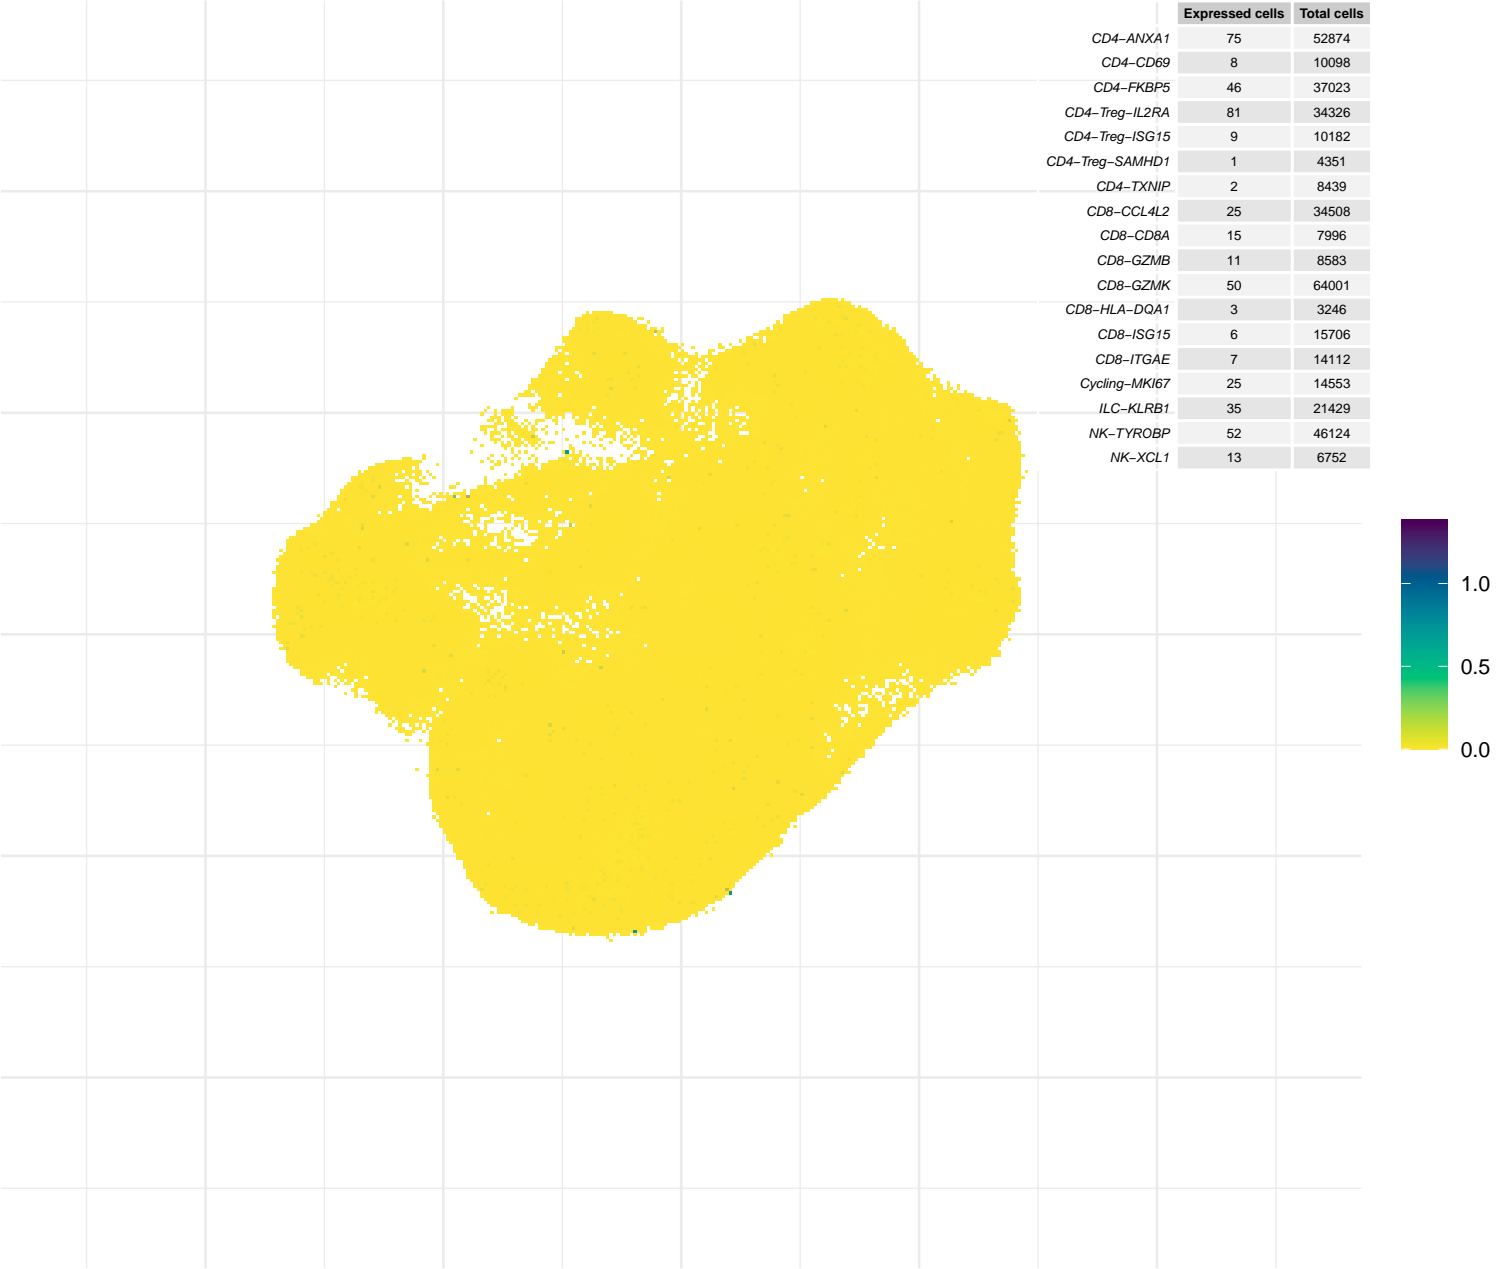 Expressed cells Total cells
CD4−ANXA1 75 52874
CD4−CD69 8 10098
CD4−FKBP5 46 37023
CD4−Treg−IL2RA 81 34326
CD4−Treg−ISG15 9 10182
CD4−Treg−SAMHD1 1 4351
CD4−TXNIP 2 8439
CD8−CCL4L2 25 34508
CD8−CD8A 15 7996
CD8−GZMB 11 8583
CD8−GZMK 50 64001
CD8−HLA−DQA1 3 3246
CD8−ISG15 6 15706
CD8−ITGAE 7 14112
Cycling−MKI67 25 14553
ILC−KLRB1 35 21429
NK−TYROBP 52 46124
NK−XCL1 13 6752
1.0
0.5
0.0